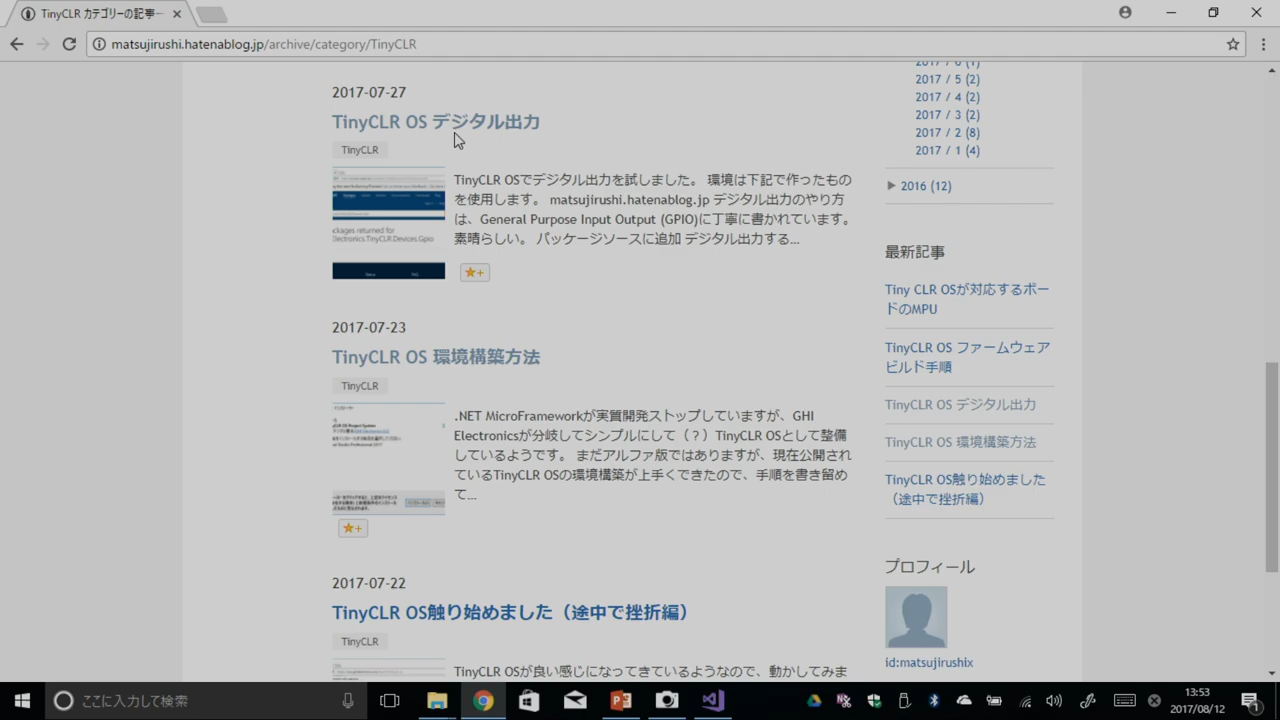 TinyCLR カテゴリーの記事一
matsujirushi.hatenablog.jp/archive/category/TinyCLR
2017-07-27
TinyCLR OS デジタル出力
TinyCLR
TinyCLR OSでデジタル出力を試しました。 環境は下記で作ったもの
を使用します。 matsujirushi.hatenablog.jp デジタル出力のやり方
は、General Purpose Input Output (GPIO)に丁寧に書かれています。
素晴らしい。 パッケージソースに追加 デジタル出力する...
2017-07-23
TinyCLR OS 環境構築方法
TinyCLR
.NET MicroFrameworkが実質開発ストップしていますが、GHI
Electronicsが分岐してシンプルにして（？）TinyCLR OSとして整備
しているようです。 まだアルファ版ではありますが、現在公開され
ているTinyCLR OSの環境構築が上手くできたので、手順を書き留め
て...
2017-07-22
TinyCLR OS触り始めました（途中で挫折編）
TinyCLR
TinyCLR OSが良い感じになってきているようなので、動かしてみま
2017 / 6 (1)
2017 / 5 (2)
2017 / 4 (2)
2017 / 3 (2)
2017 / 2 (8)
2017 / 1 (4)
2016 (12)
最新記事
Tiny CLR OSが対応するボー
ドのMPU
TinyCLR OS ファームウェア
ビルド手順
TinyCLR OS デジタル出力
TinyCLR OS 環境構築方法
TinyCLR OS触り始めました
（途中で挫折編）
プロフィール
id:matsujirushix
ここに入力して検索
13:53
2017/08/12